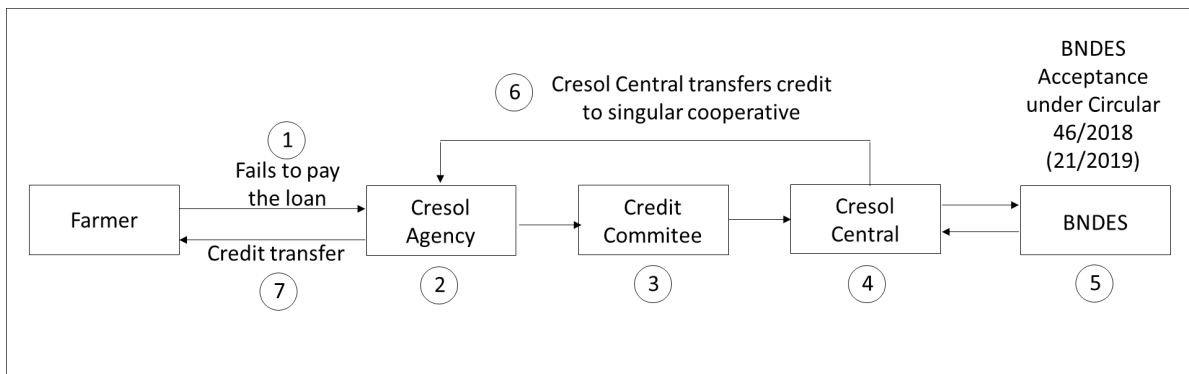 BNDES
Acceptance
under Circular
46/2018
(21/2019)
6
Cresol Central transfers credit
to singular cooperative
1
Fails to pay
the loan
Farmer
Cresol
Agency
Credit
Commitee
Cresol
Central
BNDES
Credit transfer
7
2
3
4
5